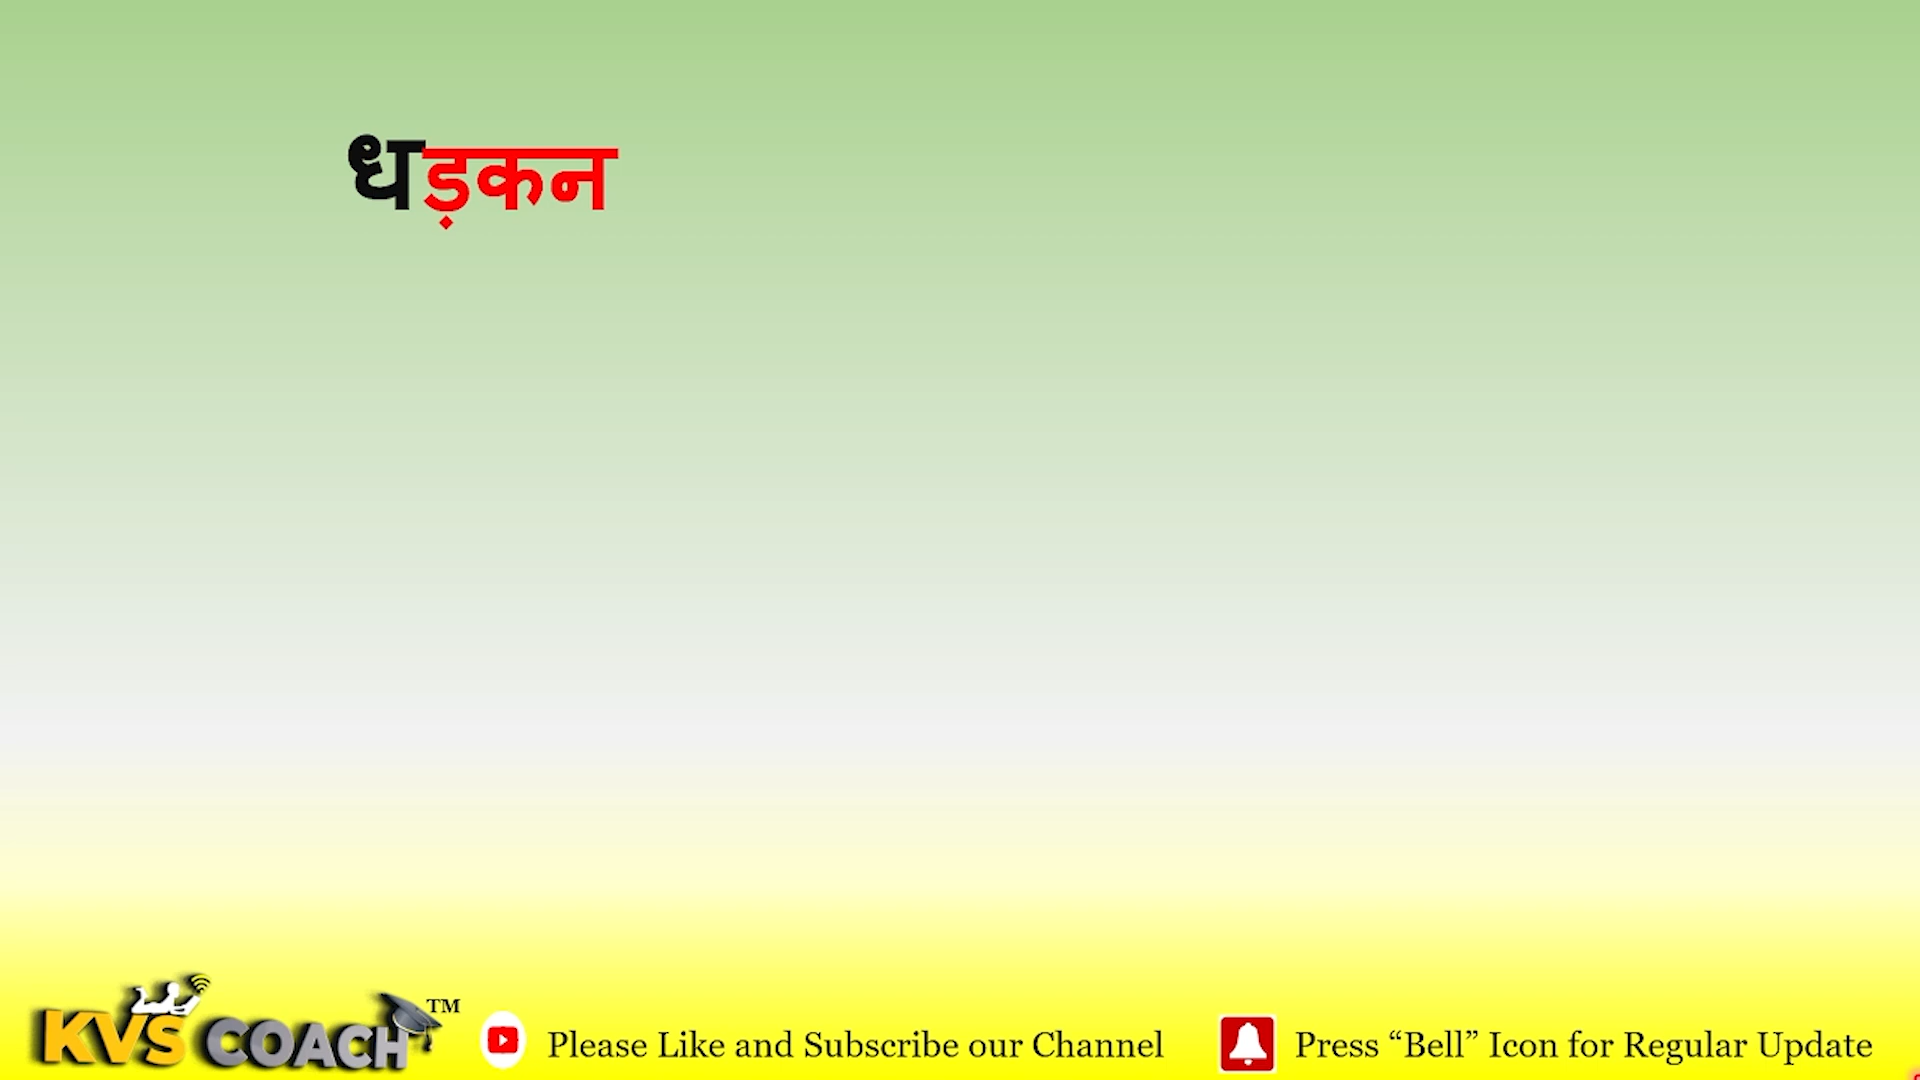 धड़कन
KVS COACH™
Please Like and Subscribe our Channel
Press “Bell” Icon for Regular Update